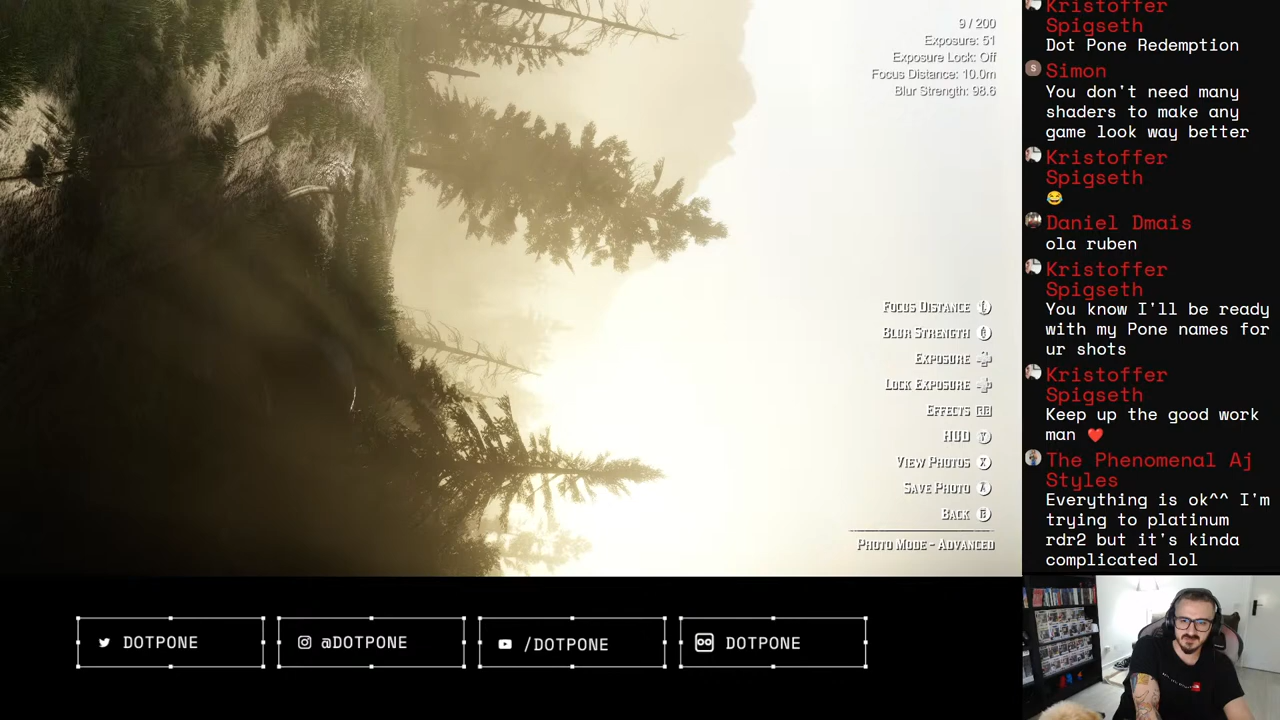 9 / 200
Exposure: 51
Exposure Lock: Off
Focus Distance: 10.0m
Blur Strength: 98.6
Focus Distance
Blur Strength
Exposure
Lock Exposure
Effects
HUD
View Photos
Save Photo
Back
Photo Mode - Advanced
DOTPONE
@DOTPONE
/DOTPONE
DOTPONE
Kristoffer
Spigseth
Dot Pone Redemption
S
Simon
You don't need many
shaders to make any
game look way better
Kristoffer
Spigseth
😂
Daniel Dmais
ola ruben
Kristoffer
Spigseth
You know I'll be ready
with my Pone names for
ur shots
Kristoffer
Spigseth
Keep up the good work
man ❤️
The Phenomenal Aj
Styles
Everything is ok^^ I'm
trying to platinum
rdr2 but it's kinda
complicated lol